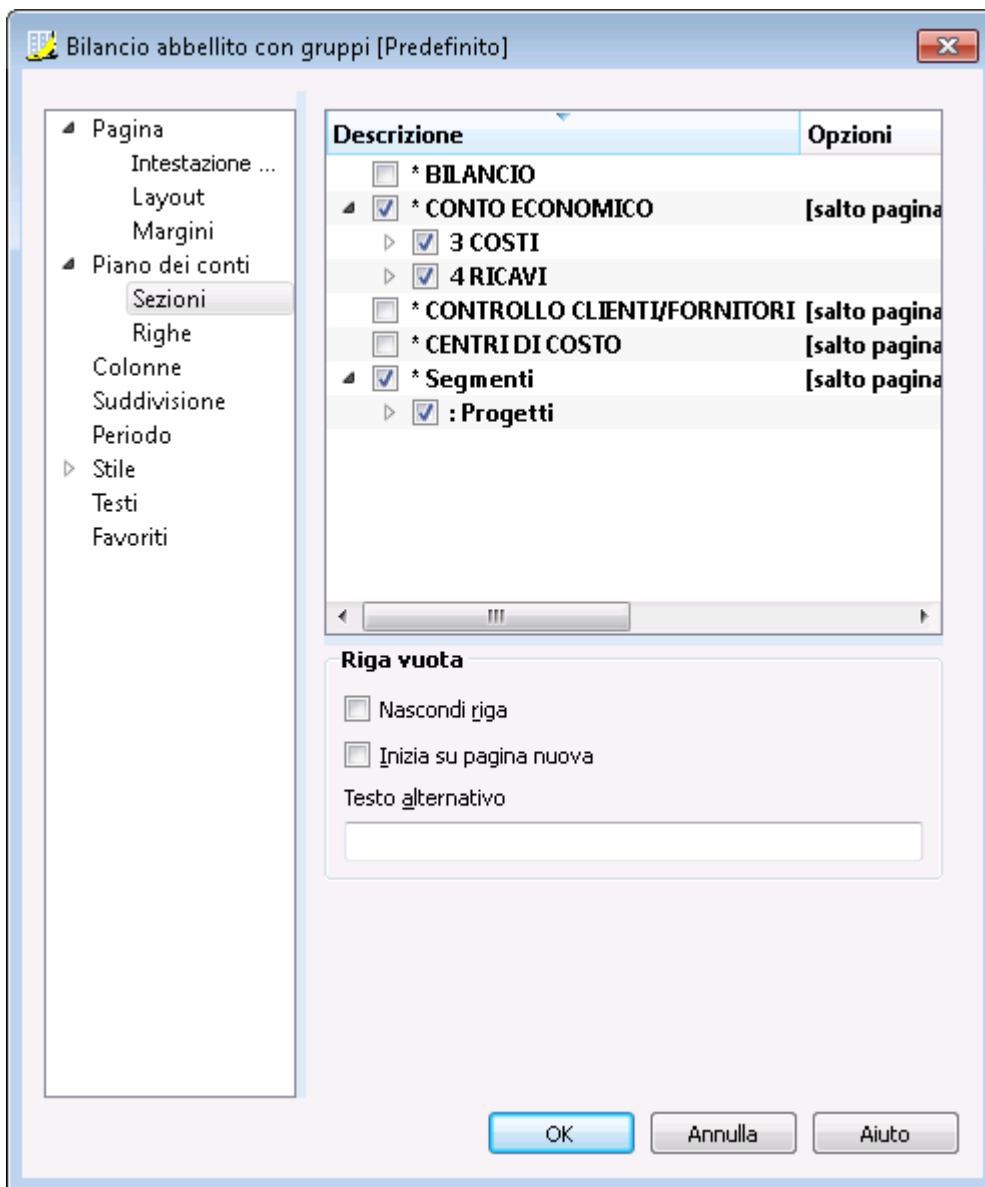 Bilancio abbellito con gruppi [Predefinito]
Pagina
Intestazione ...
Layout
Margini
Piano dei conti
Sezioni
Righe
Colonne
Suddivisione
Periodo
Stile
Testi
Favoriti
Descrizione Opzioni
* BILANCIO
* CONTO ECONOMICO [salto pagina
3 COSTI
4 RICAVI
* CONTROLLO CLIENTI/FORNITORI [salto pagina
* CENTRI DI COSTO [salto pagina
* Segmenti [salto pagina
: Progetti
Riga vuota
Nascondi riga
Inizia su pagina nuova
Testo alternativo
OK Annulla Aiuto